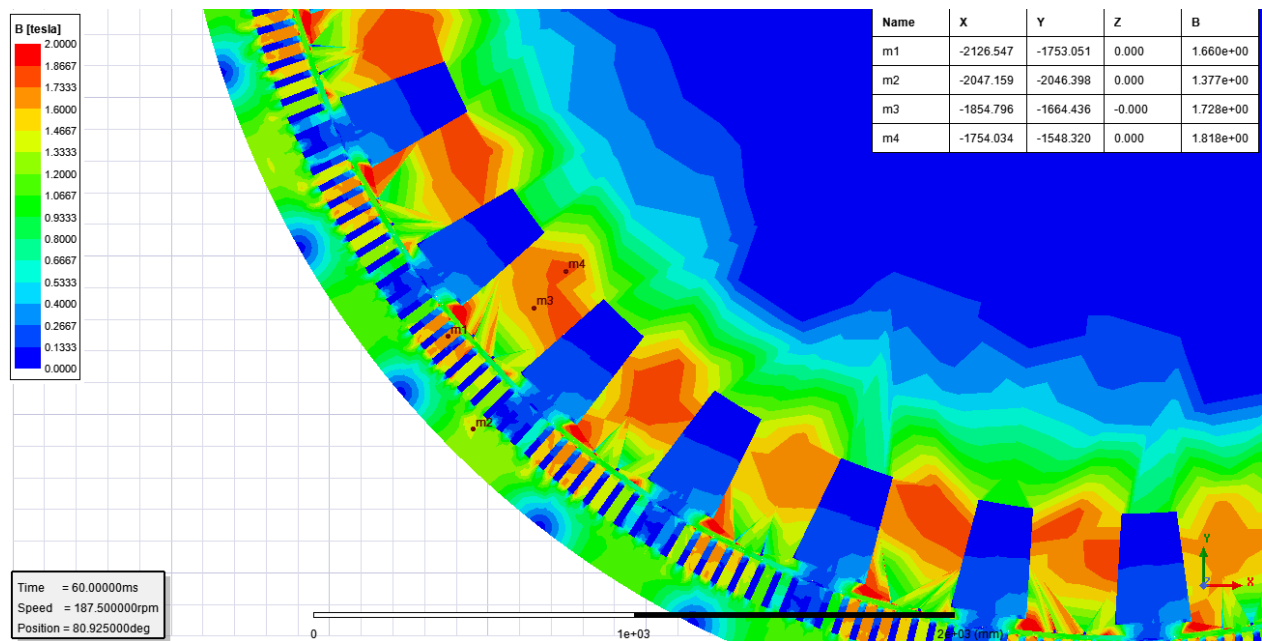 B [tesla]
2.0000
1.8667
1.7333
1.6000
1.4667
1.3333
1.2000
1.0667
0.9333
0.8000
0.6667
0.5333
0.4000
0.2667
0.1333
0.0000
Name X Y Z B
m1 -2126.547 -1753.051 0.000 1.660e+00
m2 -2047.159 -2046.398 0.000 1.377e+00
m3 -1854.796 -1664.436 -0.000 1.728e+00
m4 -1754.034 -1548.320 0.000 1.818e+00
m4
m3
m1
m2
Y
Z
X
Time = 60.00000ms
Speed = 187.500000rpm
Position = 80.925000deg
0 1e+03 2e+03 (mm)